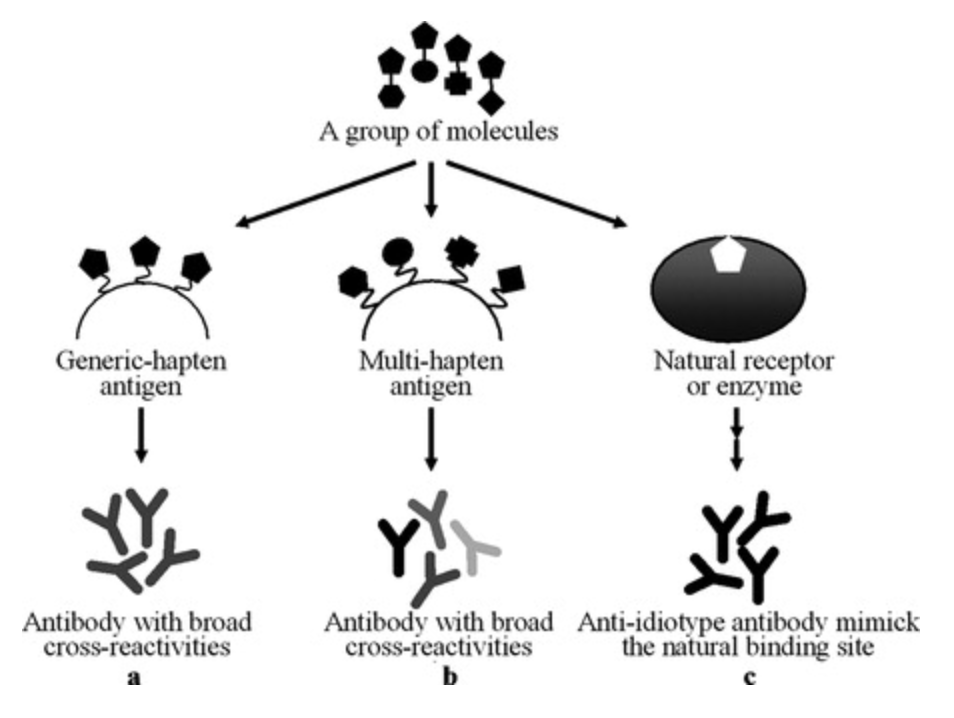 A group of molecules
Generic-hapten
antigen
Multi-hapten
antigen
Natural receptor
or enzyme
Antibody with broad
cross-reactivities
a
Antibody with broad
cross-reactivities
b
Anti-idiotype antibody mimick
the natural binding site
c